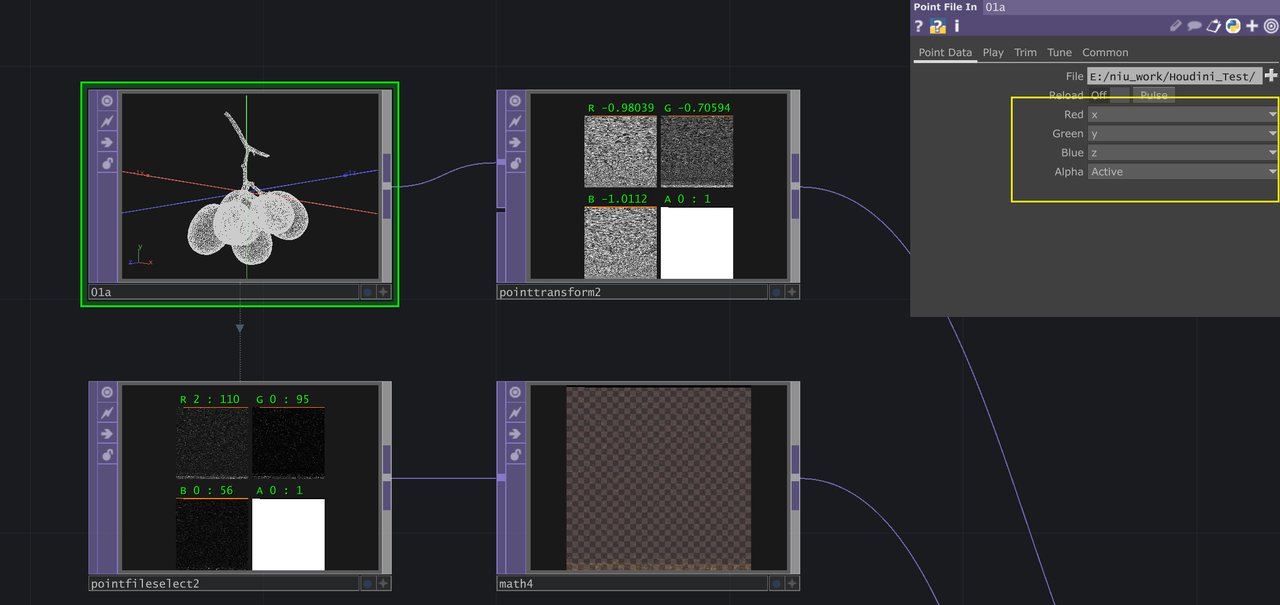 Point File In 01a
? ? i
Point Data Play Trim Tune Common
File E:/niu_work/Houdini_Test/
Reload Off Pulse
Red x
Green y
Blue z
Alpha Active
y
z x
01a
R -0.98039 G -0.70594
B -1.0112 A 0 : 1
pointtransform2
R 2 : 110 G 0 : 95
B 0 : 56 A 0 : 1
pointfileselect2
math4